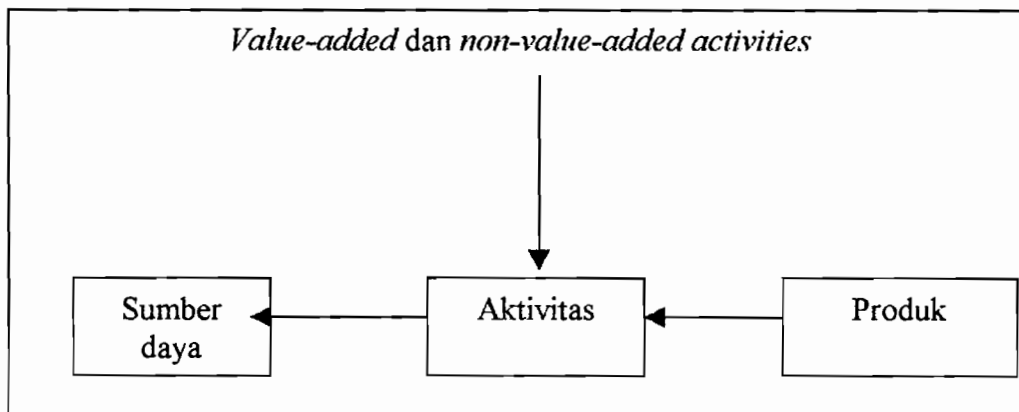 Value-added dan non-value-added activities
Sumber
daya
Aktivitas
Produk